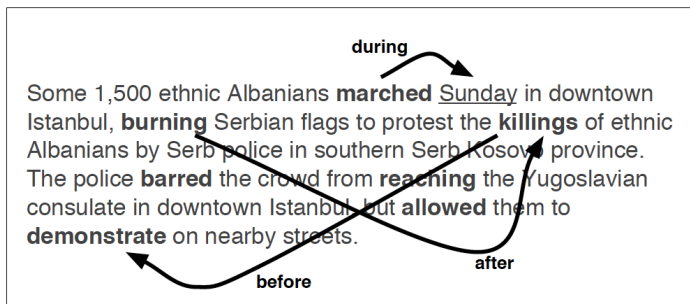 during
Some 1,500 ethnic Albanians marched Sunday in downtown
Istanbul, burning Serbian flags to protest the killings of ethnic
Albanians by Serb police in southern Serb Kosovo province.
The police barred the crowd from reaching the Yugoslavian
consulate in downtown Istanbul, but allowed them to
demonstrate on nearby streets.
before
after